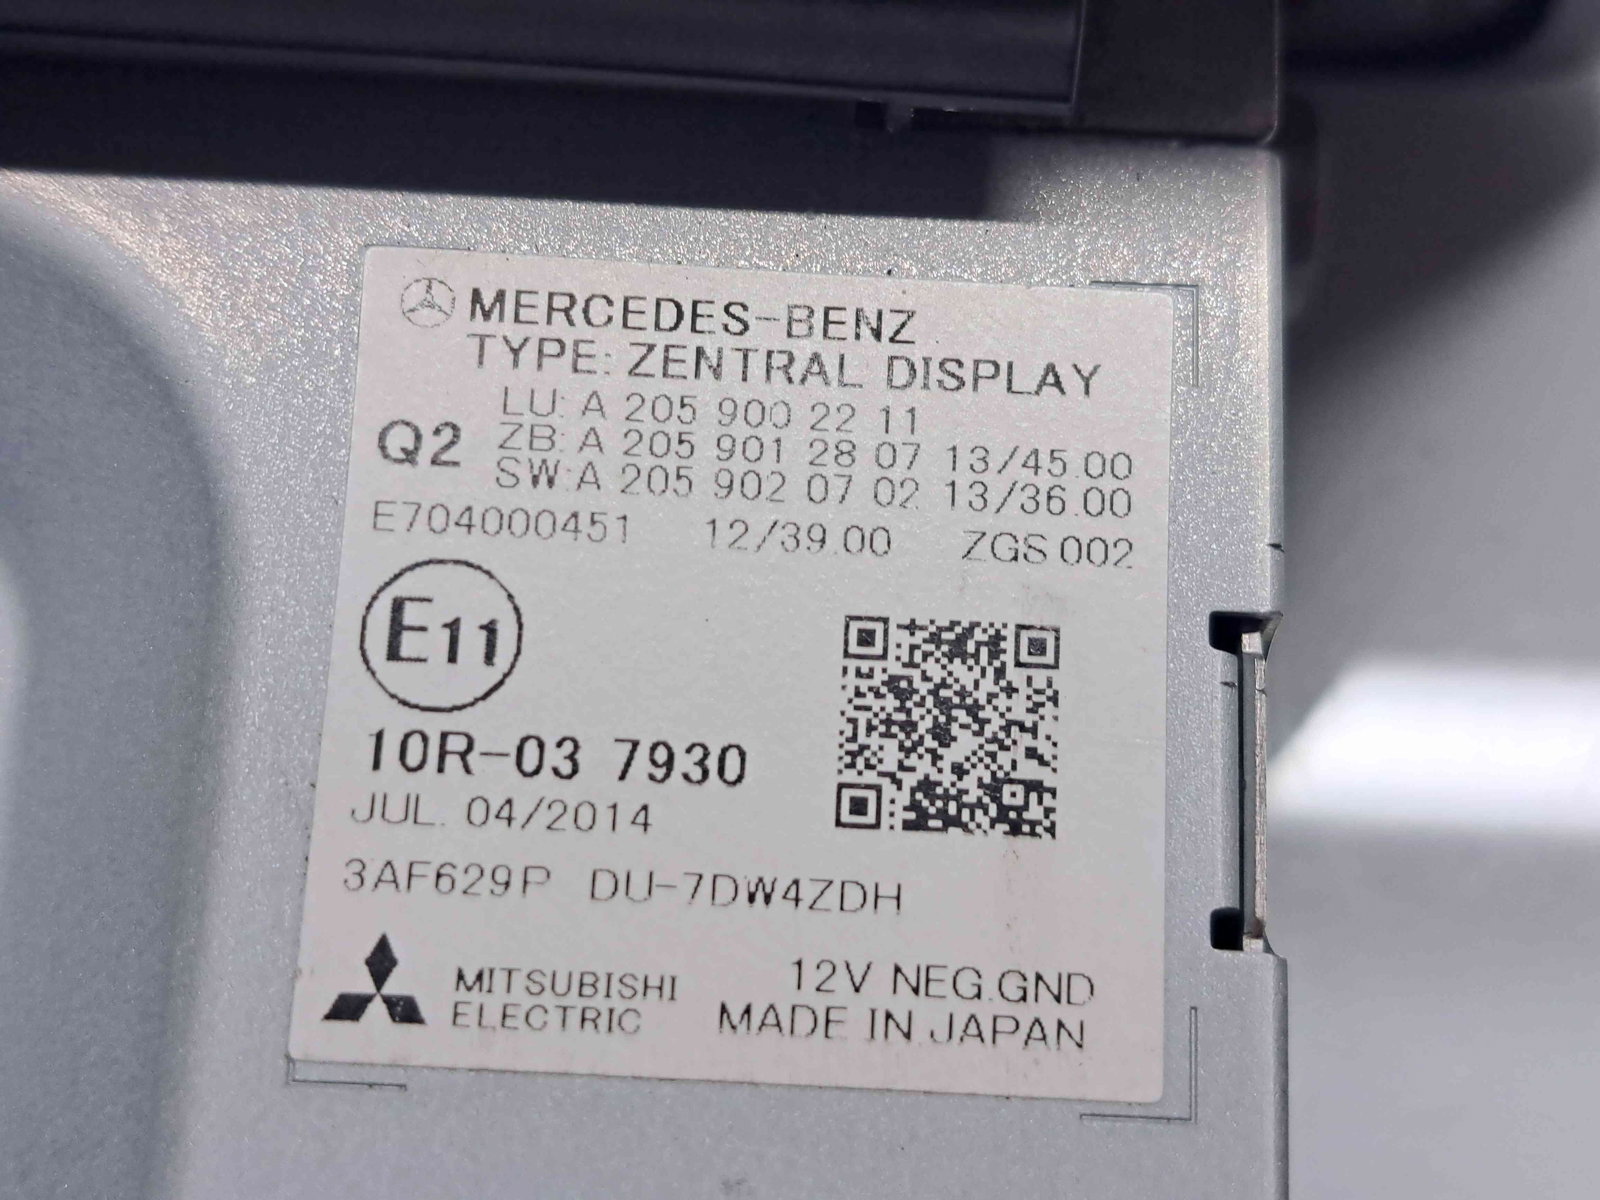 MERCEDES-BENZ
TYPE: ZENTRAL DISPLAY
LU: A 205 900 22 11
Q2 ZB: A 205 901 28 07 13/45.00
SW: A 205 902 07 02 13/36.00
E704000451 12/39.00 ZGS 002
E11
10R-03 7930
JUL. 04/2014
3AF629P DU-7DW4ZDH
MITSUBISHI ELECTRIC
12V NEG.GND
MADE IN JAPAN